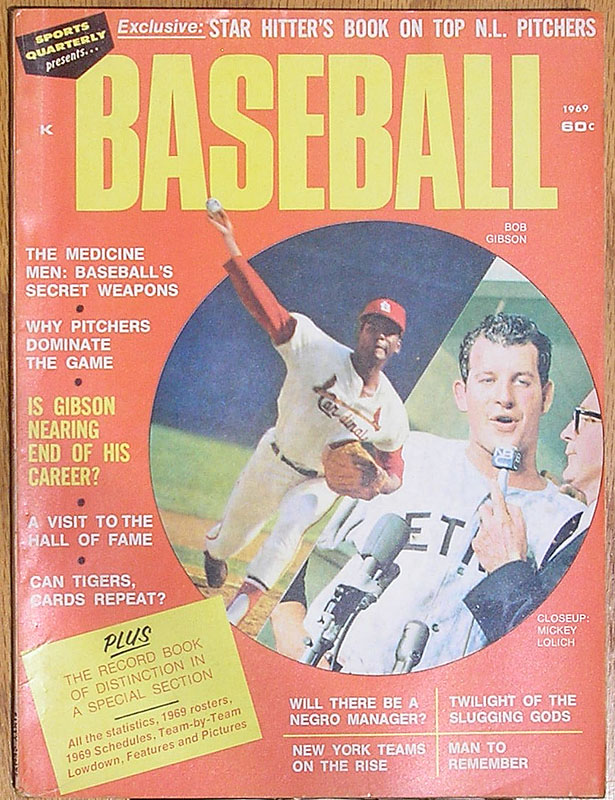 SPORTS
QUARTERLY
presents...
Exclusive: STAR HITTER'S BOOK ON TOP N.L. PITCHERS
BASEBALL
K
1969
60c
BOB
GIBSON
THE MEDICINE
MEN: BASEBALL'S
SECRET WEAPONS
WHY PITCHERS
DOMINATE
THE GAME
IS GIBSON
NEARING
END OF HIS
CAREER?
A VISIT TO THE
HALL OF FAME
CAN TIGERS,
CARDS REPEAT?
Cardinals
NBC
CLOSEUP:
MICKEY
LOLICH
PLUS
THE RECORD BOOK
OF DISTINCTION IN
A SPECIAL SECTION
All the statistics, 1969 rosters,
1969 Schedules, Team-by-Team
Lowdown, Features and Pictures
WILL THERE BE A
NEGRO MANAGER?
TWILIGHT OF THE
SLUGGING GODS
NEW YORK TEAMS
ON THE RISE
MAN TO
REMEMBER